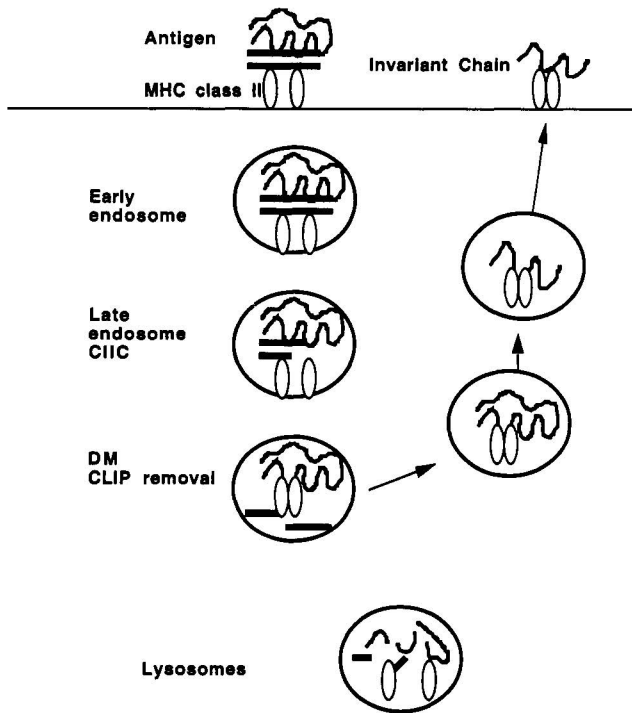 Antigen
Invariant Chain
MHC class II
Early
endosome
Late
endosome
CIIC
DM
CLIP removal
Lysosomes